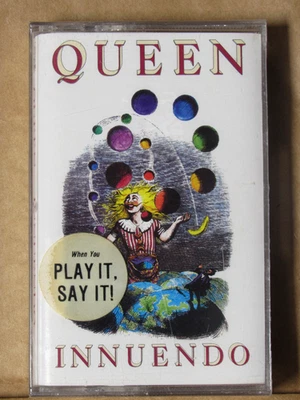 QUEEN
When You
PLAY IT,
SAY IT!
INNUENDO